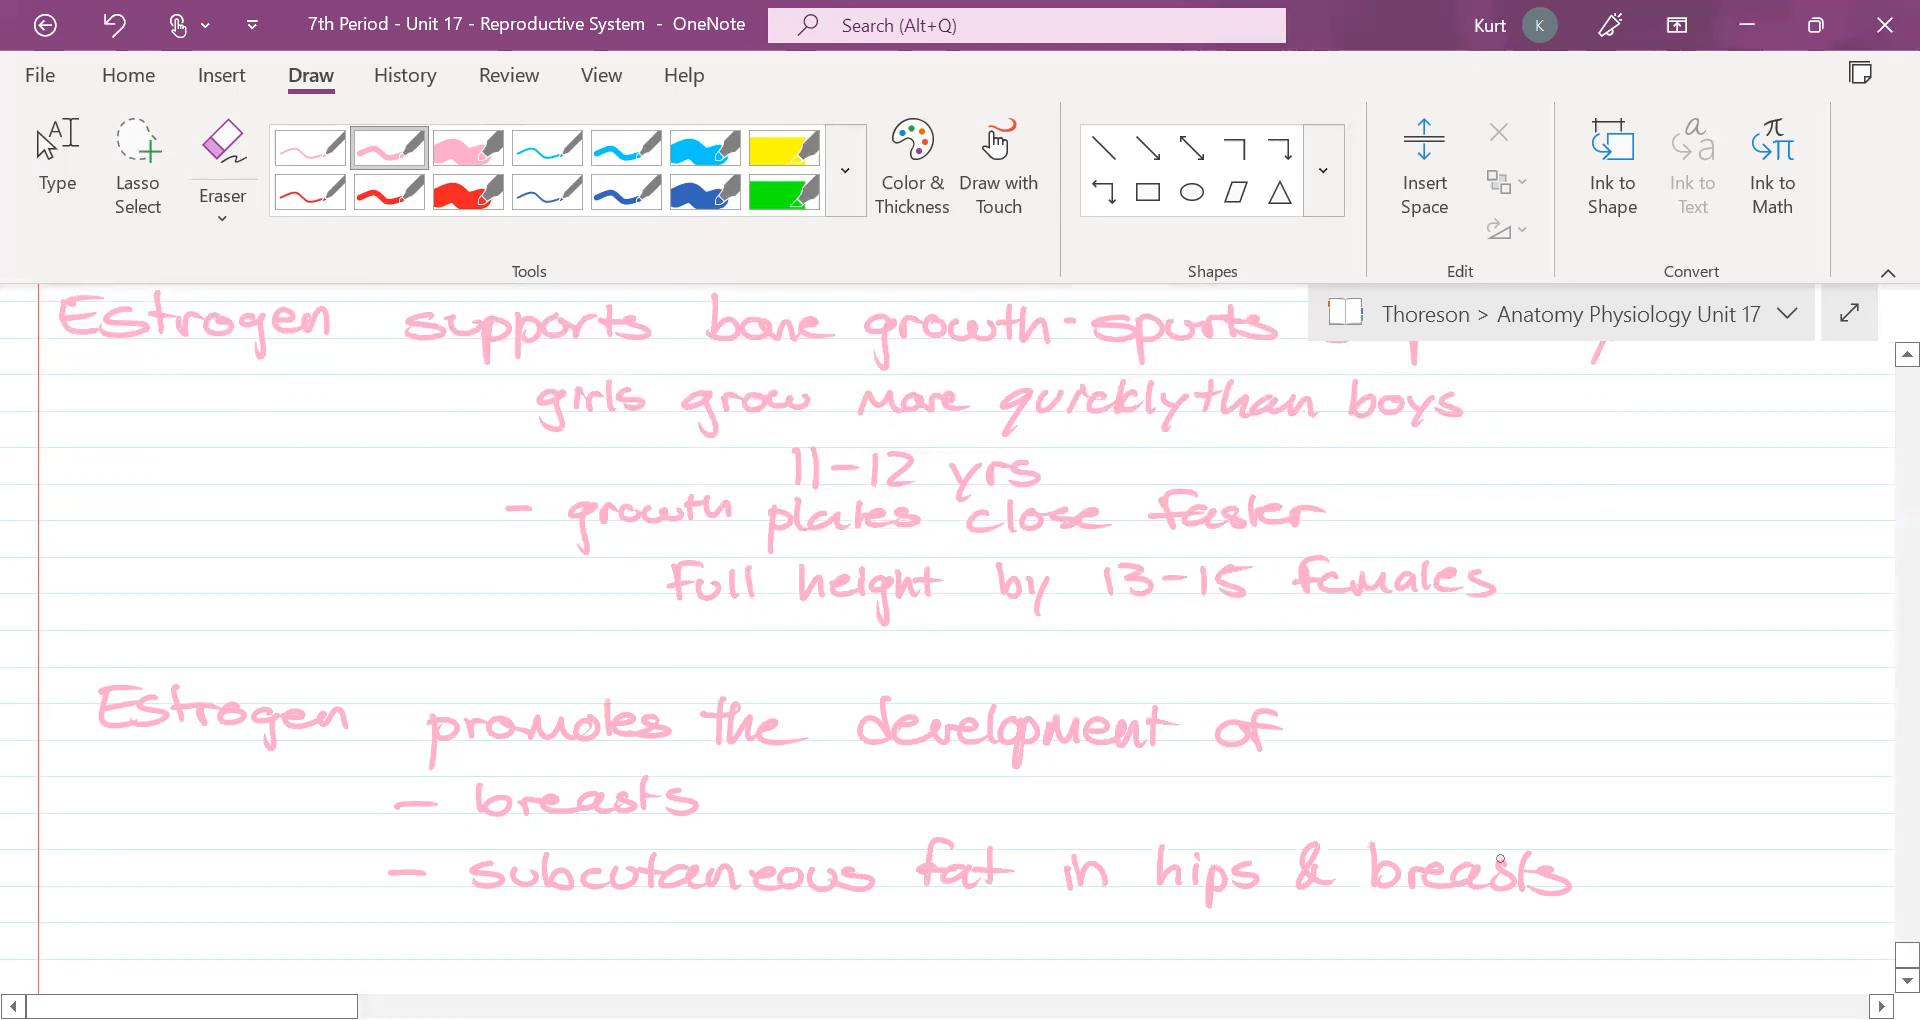 7th Period - Unit 17 - Reproductive System - OneNote
Search (Alt+Q)
Kurt
K
File
Home
Insert
Draw
History
Review
View
Help
Type
Lasso Select
Eraser
Color & Thickness
Draw with Touch
Insert Space
Ink to Shape
Ink to Text
Ink to Math
Tools
Shapes
Edit
Convert
Thoreson > Anatomy Physiology Unit 17
Estrogen supports bone growth-spurts
girls grow more quickly than boys
11-12 yrs
- growth plates close faster
full height by 13-15 females
Estrogen promotes the development of
- breasts
- subcutaneous fat in hips & breasts